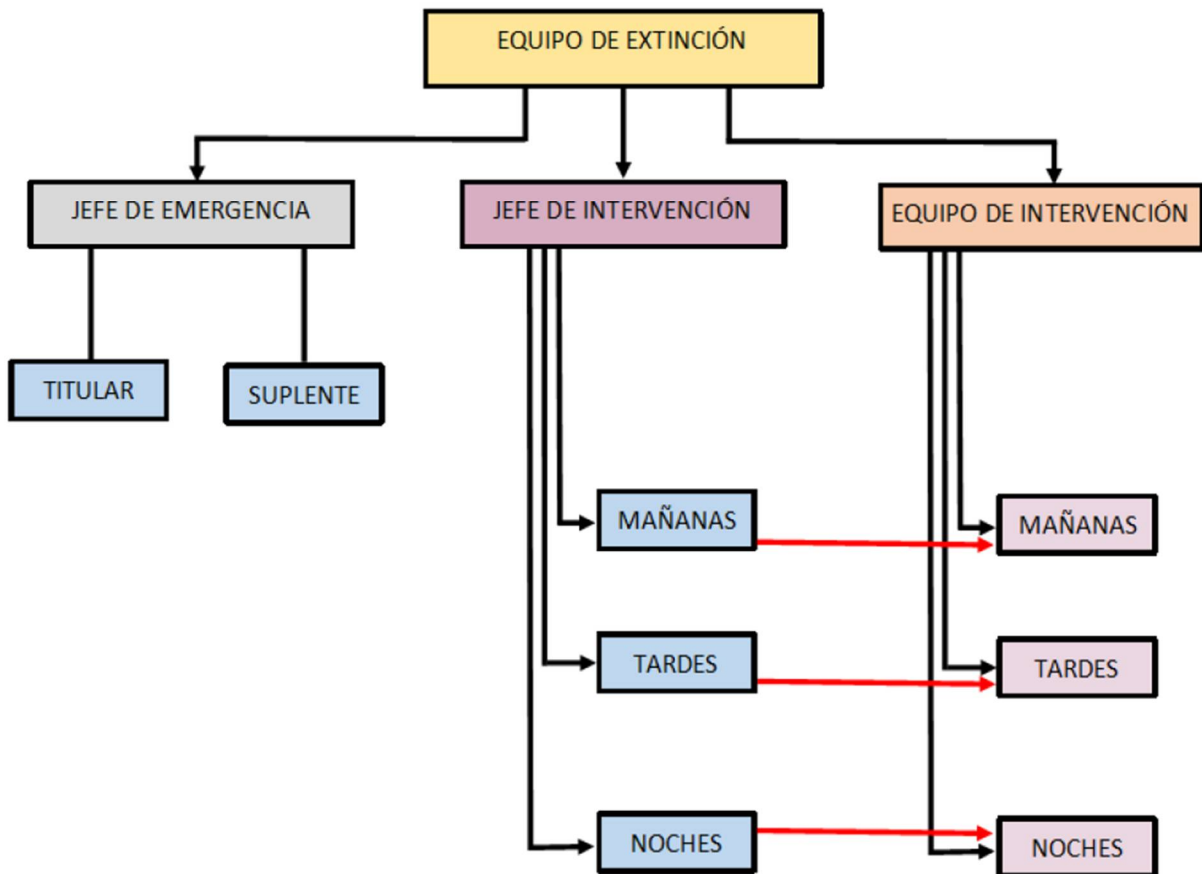 EQUIPO DE EXTINCIÓN
JEFE DE EMERGENCIA
JEFE DE INTERVENCIÓN
EQUIPO DE INTERVENCIÓN
TITULAR
SUPLENTE
MAÑANAS
MAÑANAS
TARDES
TARDES
NOCHES
NOCHES